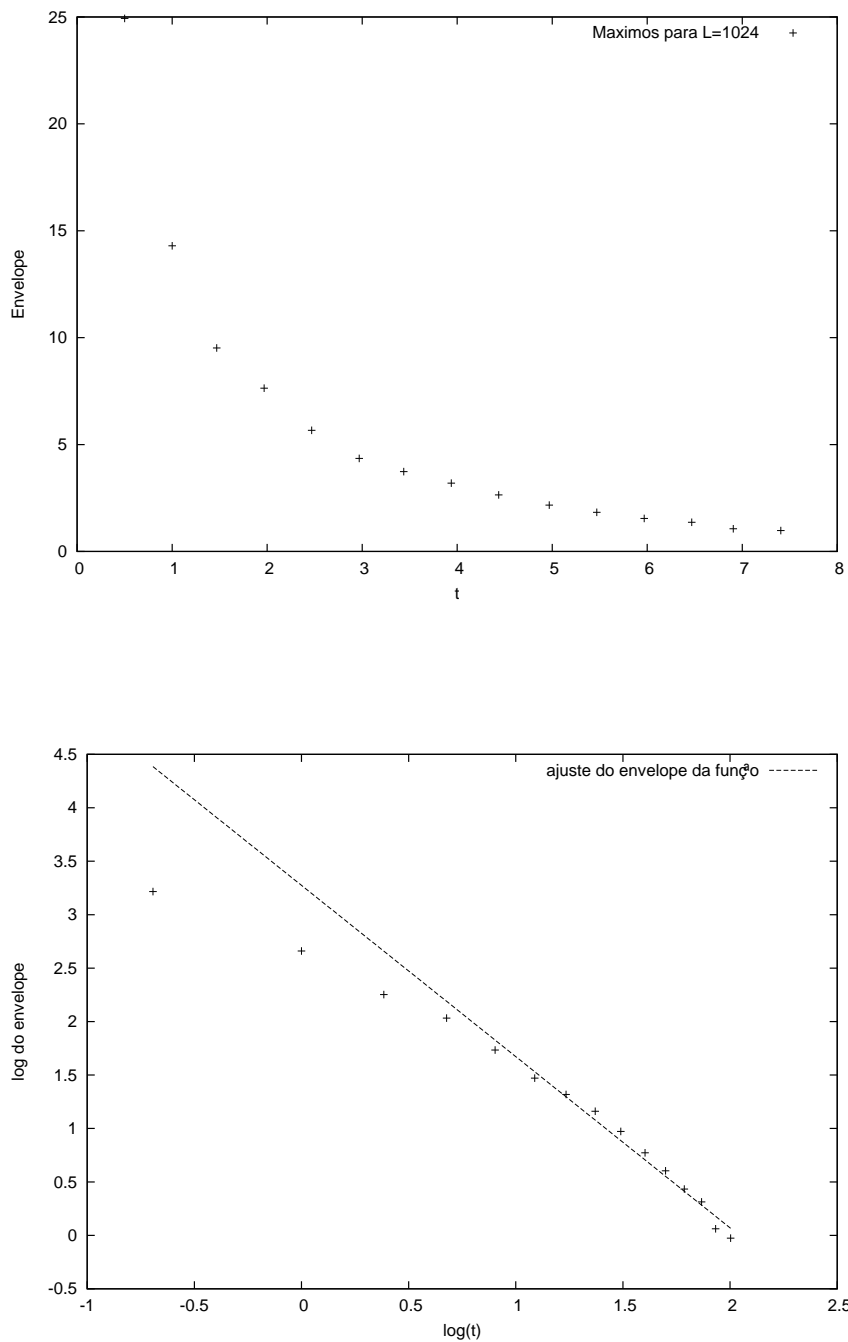 25
Maximos para L=1024
20
15
Envelope
10
5
0
0 1 2 3 4 5 6 7 8
t
4.5
ajuste do envelope da função
4
3.5
3
2.5
log do envelope
2
1.5
1
0.5
0
-0.5
-1 -0.5 0 0.5 1 1.5 2 2.5
log(t)